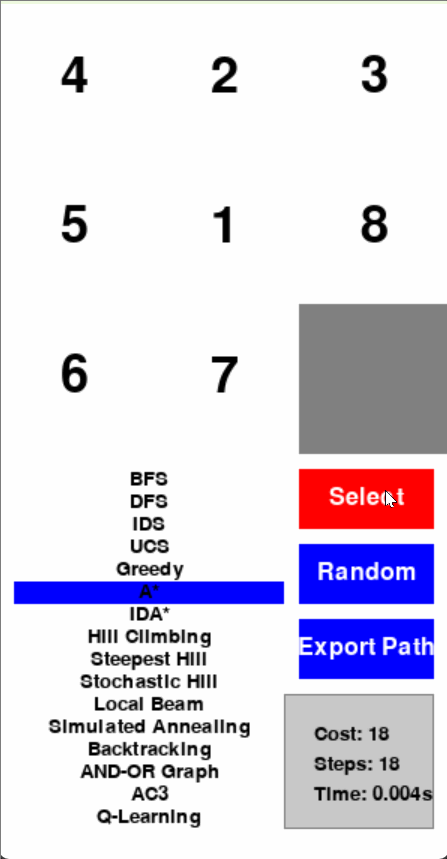 4 2 3
5 1 8
6 7
BFS
DFS
IDS
UCS
Greedy
A*
IDA*
Hill Climbing
Steepest Hill
Stochastic Hill
Local Beam
Simulated Annealing
Backtracking
AND-OR Graph
AC3
Q-Learning
Select
Random
Export Path
Cost: 18
Steps: 18
Time: 0.004s